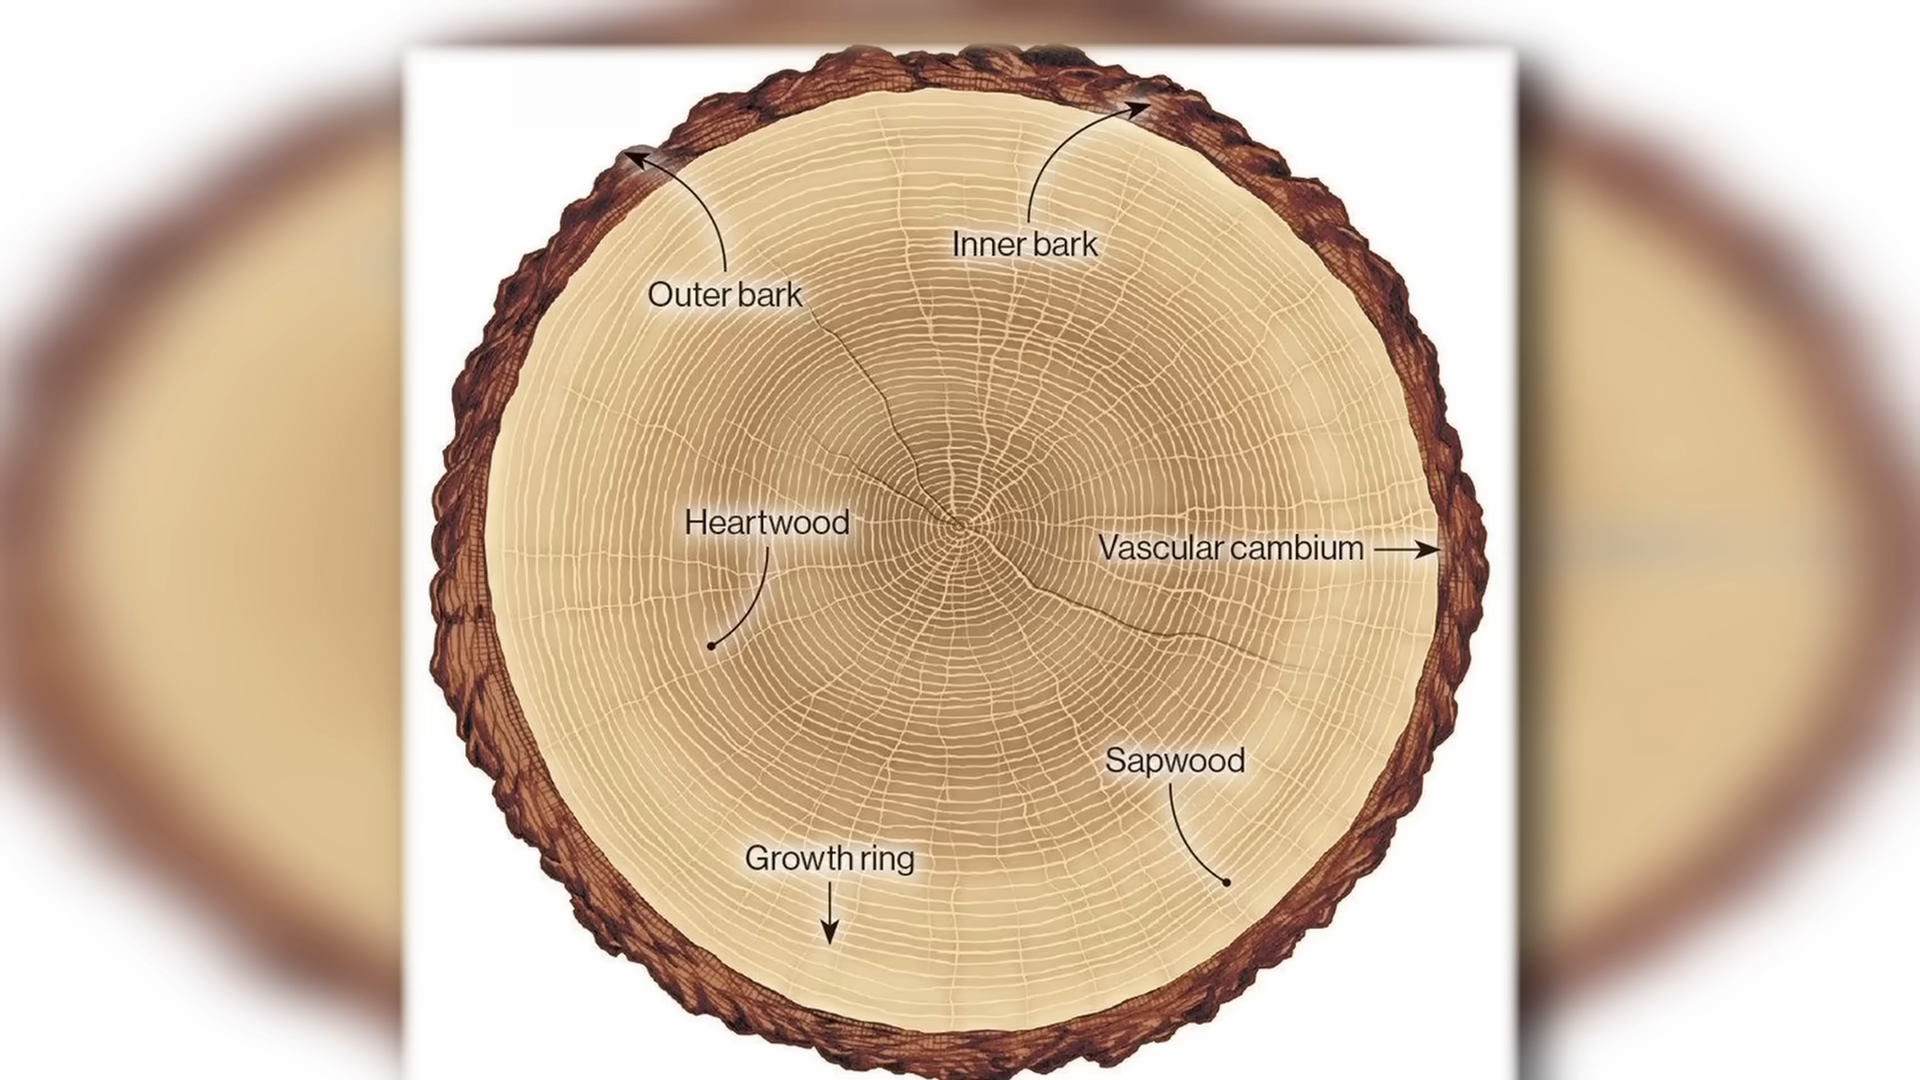 Inner bark
Outer bark
Heartwood
Vascular cambium
Sapwood
Growth ring